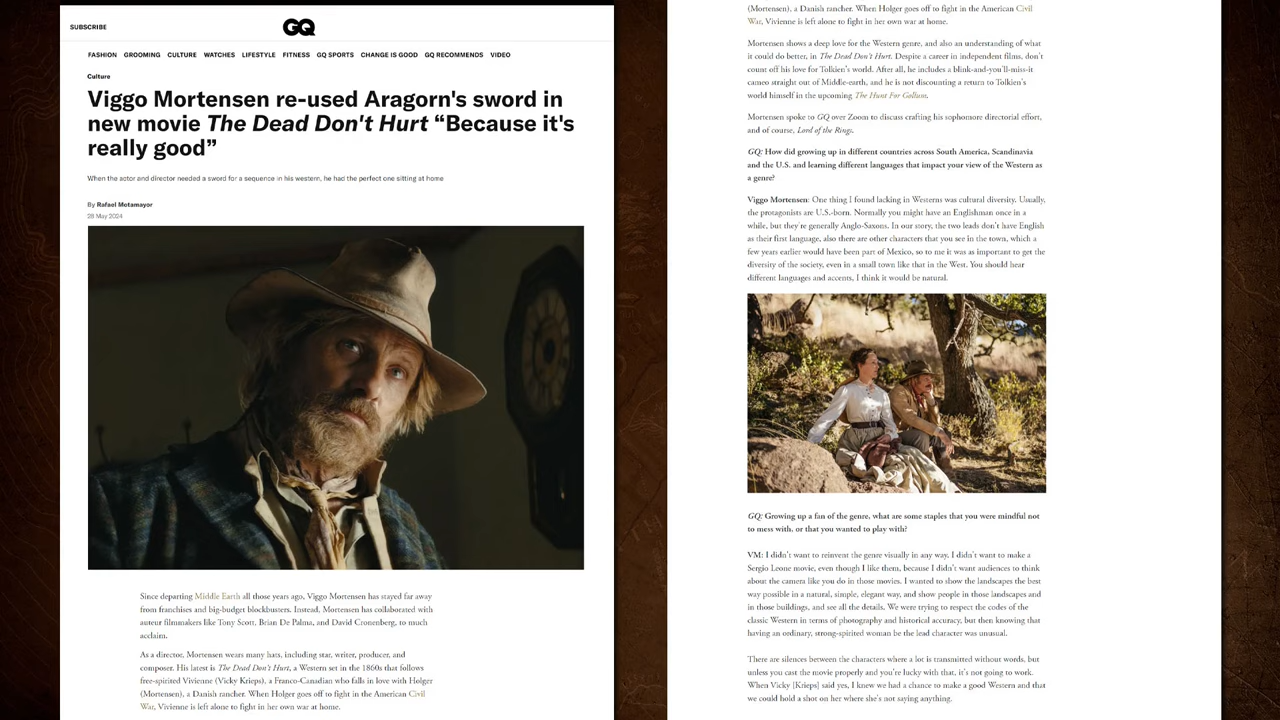 SUBSCRIBE
GQ
FASHION GROOMING CULTURE WATCHES LIFESTYLE FITNESS GQ SPORTS CHANGE IS GOOD GQ RECOMMENDS VIDEO
Culture
Viggo Mortensen re-used Aragorn's sword in
new movie The Dead Don't Hurt “Because it's
really good”
When the actor and director needed a sword for a sequence in his western, he had the perfect one sitting at home
By Rafael Motamayor
28 May 2024
Since departing Middle Earth all those years ago, Viggo Mortensen has stayed far away
from franchises and big-budget blockbusters. Instead, Mortensen has collaborated with
auteur filmmakers like Tony Scott, Brian De Palma, and David Cronenberg, to much
acclaim.
As a director, Mortensen wears many hats, including star, writer, producer, and
composer. His latest is The Dead Don't Hurt, a Western set in the 1860s that follows
free-spirited Vivienne (Vicky Krieps), a Franco-Canadian who falls in love with Holger
(Mortensen), a Danish rancher. When Holger goes off to fight in the American Civil
War, Vivienne is left alone to fight in her own war at home.
(Mortensen), a Danish rancher. When Holger goes off to fight in the American Civil
War, Vivienne is left alone to fight in her own war at home.
Mortensen shows a deep love for the Western genre, and also an understanding of what
it could do better, in The Dead Don't Hurt. Despite a career in independent films, don't
count off his love for Tolkien's world. After all, he includes a blink-and-you'll-miss-it
cameo straight out of Middle-earth, and he is not discounting a return to Tolkien's
world himself in the upcoming The Hunt For Gollum.
Mortensen spoke to GQ over Zoom to discuss crafting his sophomore directorial effort,
and of course, Lord of the Rings.
GQ: How did growing up in different countries across South America, Scandinavia
and the U.S. and learning different languages that impact your view of the Western as
a genre?
Viggo Mortensen: One thing I found lacking in Westerns was cultural diversity. Usually,
the protagonists are U.S.-born. Normally you might have an Englishman once in a
while, but they're generally Anglo-Saxons. In our story, the two leads don't have English
as their first language, also there are other characters that you see in the town, which a
few years earlier would have been part of Mexico, so to me it was as important to get the
diversity of the society, even in a small town like that in the West. You should hear
different languages and accents, I think it would be natural.
GQ: Growing up a fan of the genre, what are some staples that you were mindful not
to mess with, or that you wanted to play with?
VM: I didn't want to reinvent the genre visually in any way. I didn't want to make a
Sergio Leone movie, even though I like them, because I didn't want audiences to think
about the camera like you do in those movies. I wanted to show the landscapes the best
way possible in a natural, simple, elegant way, and show people in those landscapes and
in those buildings, and see all the details. We were trying to respect the codes of the
classic Western in terms of photography and historical accuracy, but then knowing that
having an ordinary, strong-spirited woman be the lead character was unusual.
There are silences between the characters where a lot is transmitted without words, but
unless you cast the movie properly and you're lucky with that, it's not going to work.
When Vicky [Krieps] said yes, I knew we had a chance to make a good Western and that
we could hold a shot on her where she's not saying anything.